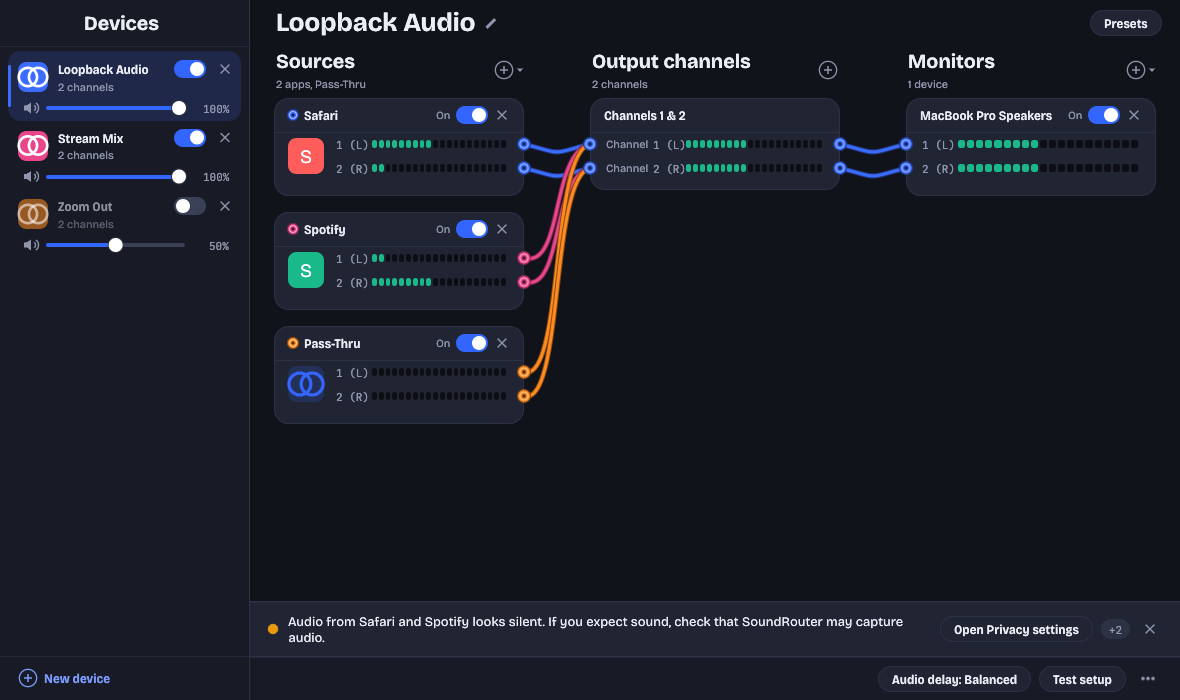 Devices
Loopback Audio
2 channels
100%
Stream Mix
2 channels
100%
Zoom Out
2 channels
50%
New device
Loopback Audio
Presets
Sources
2 apps, Pass-Thru
Output channels
2 channels
Monitors
1 device
Safari
On
S
1 (L)
2 (R)
Spotify
On
S
1 (L)
2 (R)
Pass-Thru
On
1 (L)
2 (R)
Channels 1 & 2
Channel 1 (L)
Channel 2 (R)
MacBook Pro Speakers
On
1 (L)
2 (R)
Audio from Safari and Spotify looks silent. If you expect sound, check that SoundRouter may capture
audio.
Open Privacy settings
+2
Audio delay: Balanced
Test setup